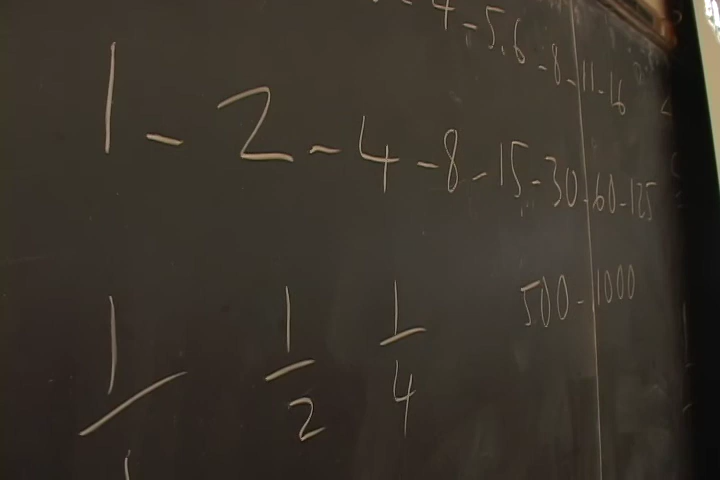 4 - 5.6 - 8 - 11 - 16
1 - 2 - 4 - 8 - 15 - 30 - 60 - 125
500 - 1000
1/1 1/2 1/4